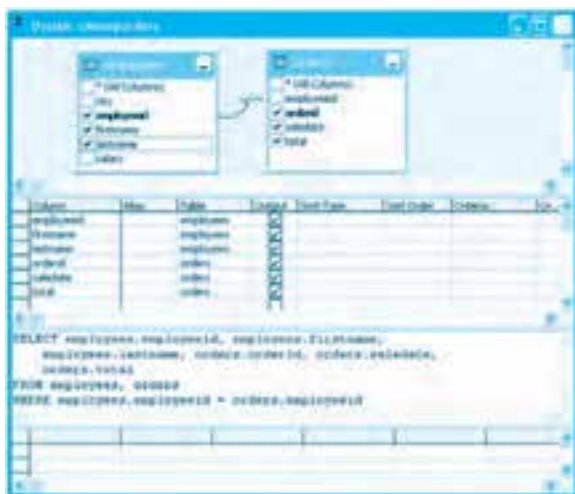 * (All Columns)
city
employeeid
firstname
lastname
salary
* (All Columns)
employeeid
orderid
saledate
total
Column Alias Table Output Sort Type Sort Order Criteria Or...
employeeid employees
firstname employees
lastname employees
orderid orders
saledate orders
total orders
SELECT employees.employeeid, employees.firstname,
employees.lastname, orders.orderid, orders.saledate,
orders.total
FROM employees, orders
WHERE employees.employeeid = orders.employeeid